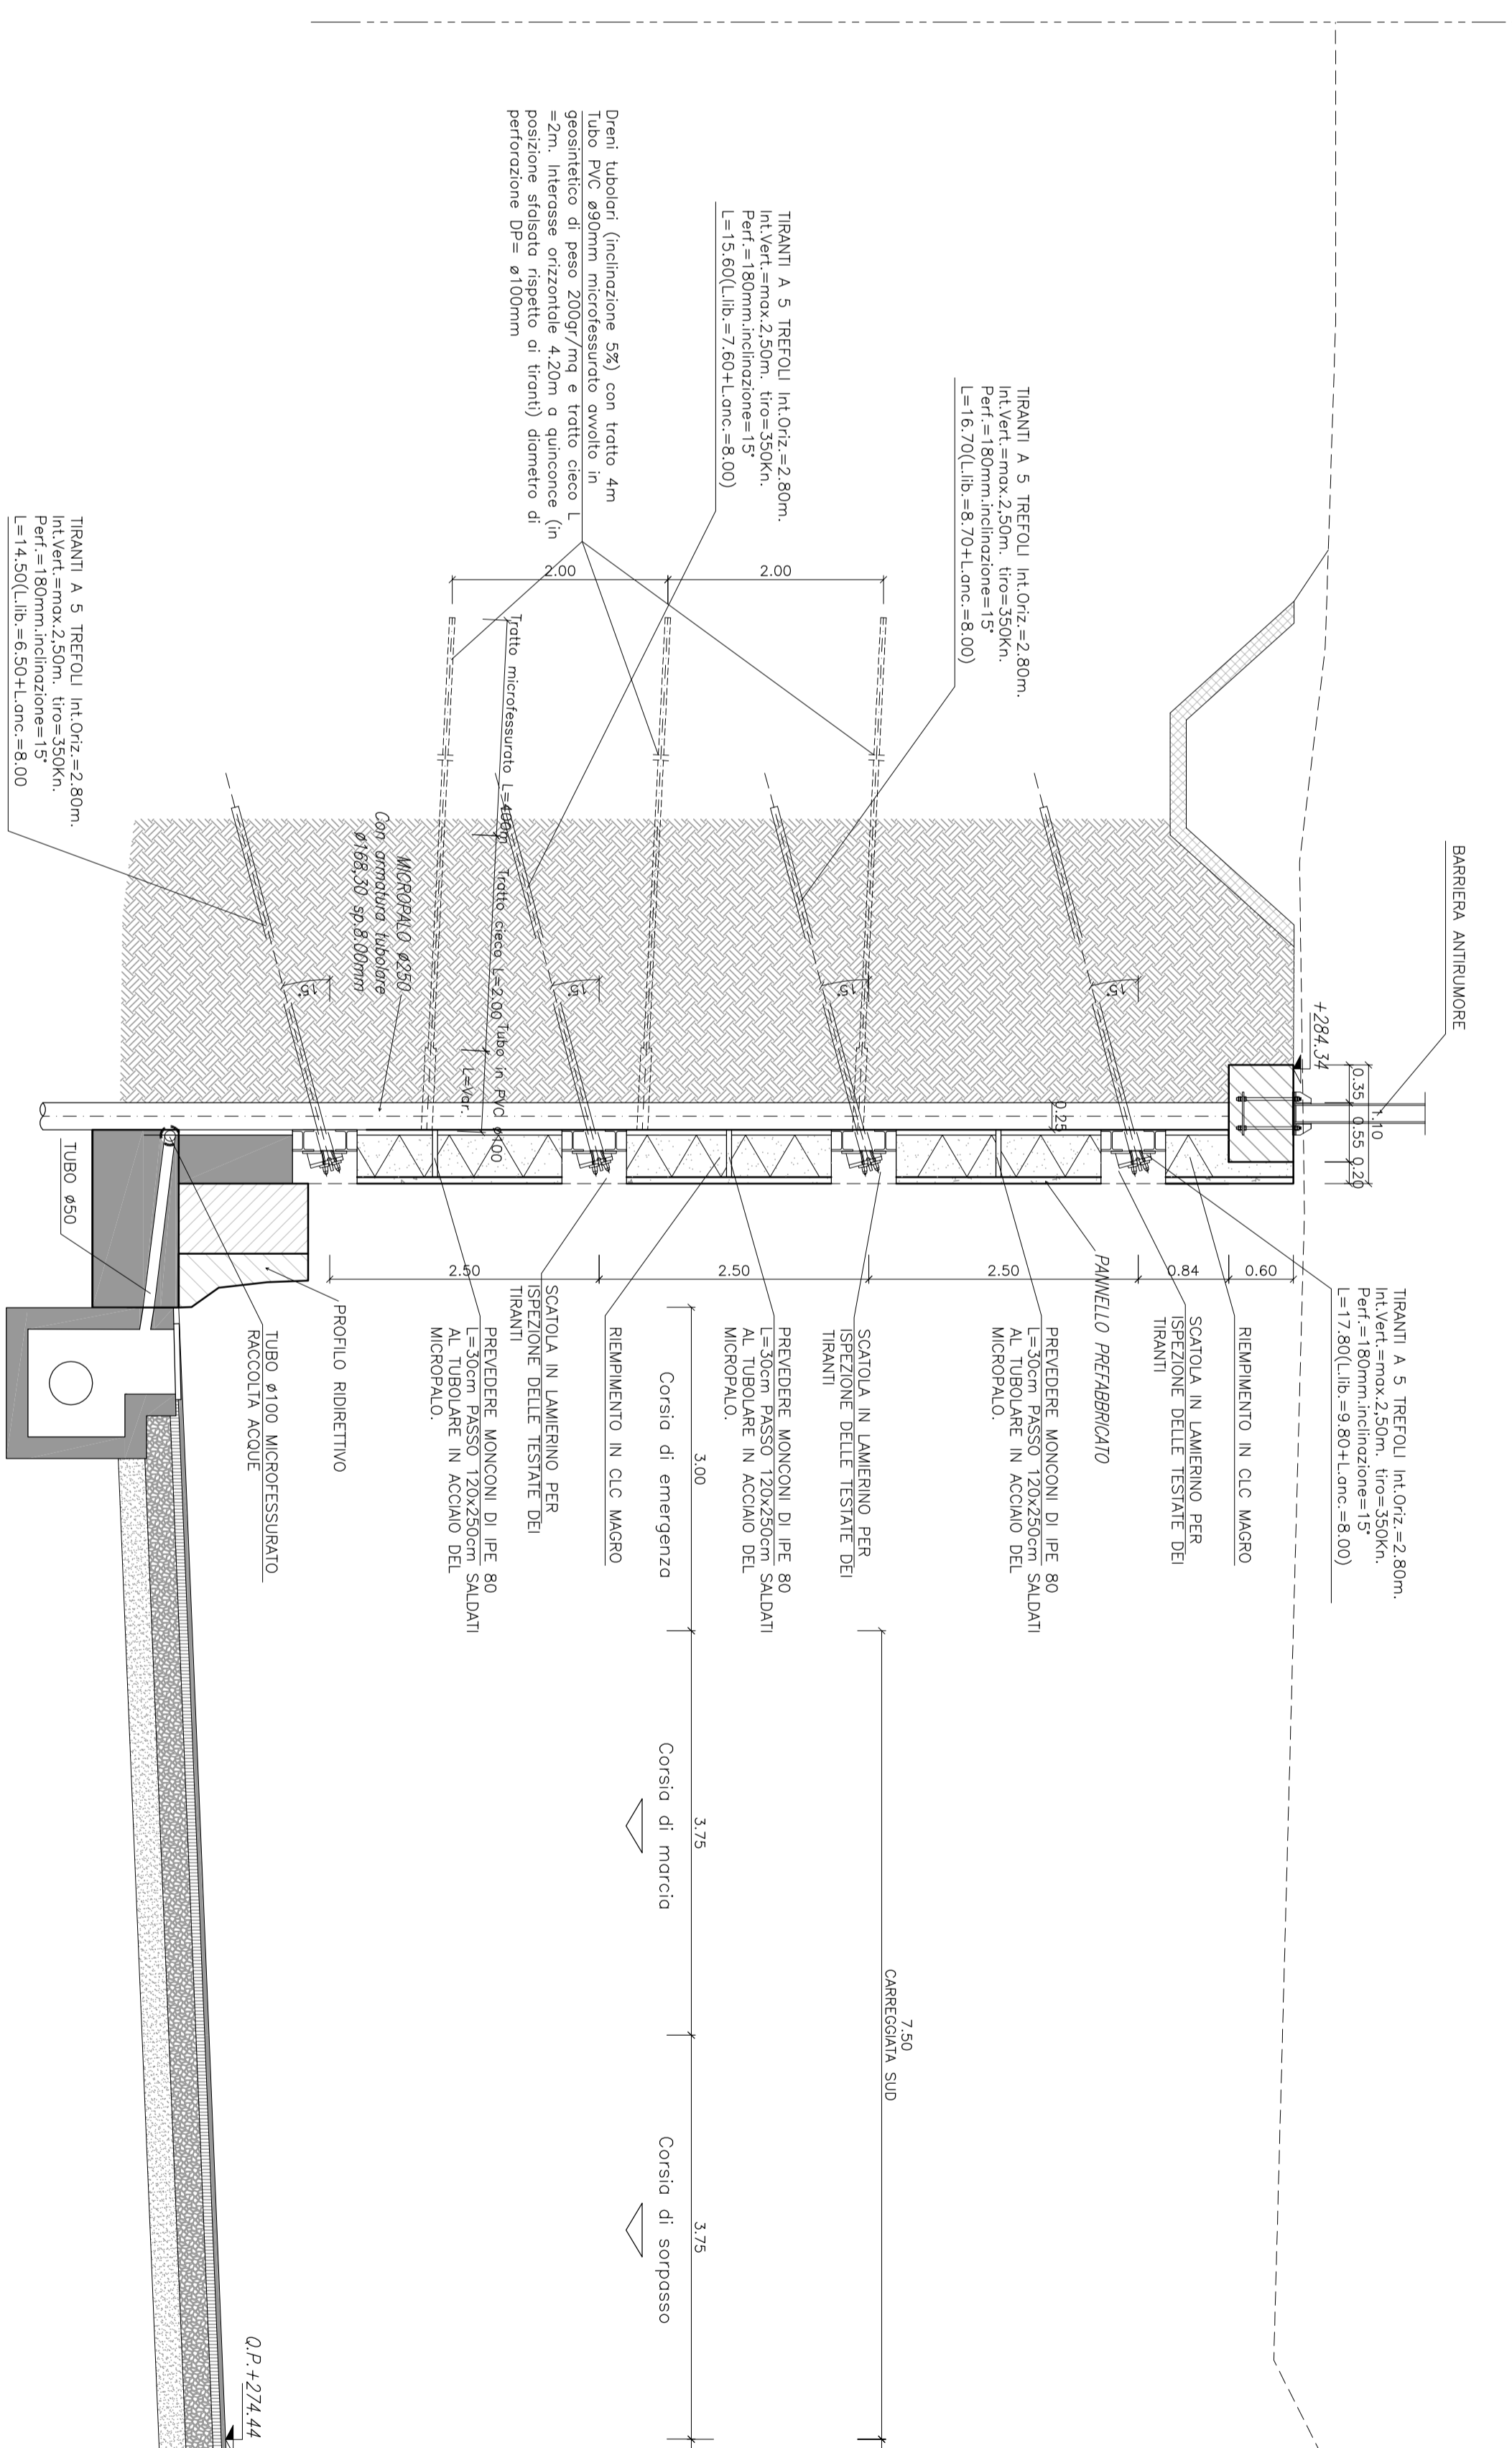 BARRIERA ANTIRUMORE
+284.34
1.10
0.35
0.55
0.20
0.25
TIRANTI A 5 TREFOLI Int.Oriz.=2.80m.
Int.Vert.=max.2,50m. tiro=350Kn.
Perf.=180mm.inclinazione=15°
L=17.80(L.lib.=9.80+L.anc.=8.00)
RIEMPIMENTO IN CLC MAGRO
SCATOLA IN LAMIERINO PER
ISPEZIONE DELLE TESTATE DEI
TIRANTI
PANNELLO PREFABBRICATO
PREVEDERE MONCONI DI IPE 80
L=30cm PASSO 120x250cm SALDATI
AL TUBOLARE IN ACCIAIO DEL
MICROPALO.
SCATOLA IN LAMIERINO PER
ISPEZIONE DELLE TESTATE DEI
TIRANTI
PREVEDERE MONCONI DI IPE 80
L=30cm PASSO 120x250cm SALDATI
AL TUBOLARE IN ACCIAIO DEL
MICROPALO.
RIEMPIMENTO IN CLC MAGRO
SCATOLA IN LAMIERINO PER
ISPEZIONE DELLE TESTATE DEI
TIRANTI
PREVEDERE MONCONI DI IPE 80
L=30cm PASSO 120x250cm SALDATI
AL TUBOLARE IN ACCIAIO DEL
MICROPALO.
PROFILO RIDIRETTIVO
TUBO ø100 MICROFESSURATO
RACCOLTA ACQUE
TUBO ø50
0.60
0.84
2.50
2.50
2.50
TIRANTI A 5 TREFOLI Int.Oriz.=2.80m.
Int.Vert.=max.2,50m. tiro=350Kn.
Perf.=180mm.inclinazione=15°
L=16.70(L.lib.=8.70+L.anc.=8.00)
TIRANTI A 5 TREFOLI Int.Oriz.=2.80m.
Int.Vert.=max.2,50m. tiro=350Kn.
Perf.=180mm.inclinazione=15°
L=15.60(L.lib.=7.60+L.anc.=8.00)
Dreni tubolari (inclinazione 5%) con tratto 4m
Tubo PVC ø90mm microfessurato avvolto in
geosintetico di peso 200gr/mq e tratto cieco L
=2m. Interasse orizzontale 4.20m a quinconce (in
posizione sfalsata rispetto ai tiranti) diametro di
perforazione DP= ø100mm
2.00
2.00
Tratto microfessurato L=400m
Tratto cieco L=2.00
Tubo in PVC ø100
L=Var.
15°
15°
15°
15°
MICROPALO ø250
Con armatura tubolare
ø168,30 sp.8.00mm
TIRANTI A 5 TREFOLI Int.Oriz.=2.80m.
Int.Vert.=max.2,50m. tiro=350Kn.
Perf.=180mm.inclinazione=15°
L=14.50(L.lib.=6.50+L.anc.=8.00
7.50
CARREGGIATA SUD
3.00
3.75
3.75
Corsia di emergenza
Corsia di marcia
Corsia di sorpasso
Q.P.+274.44